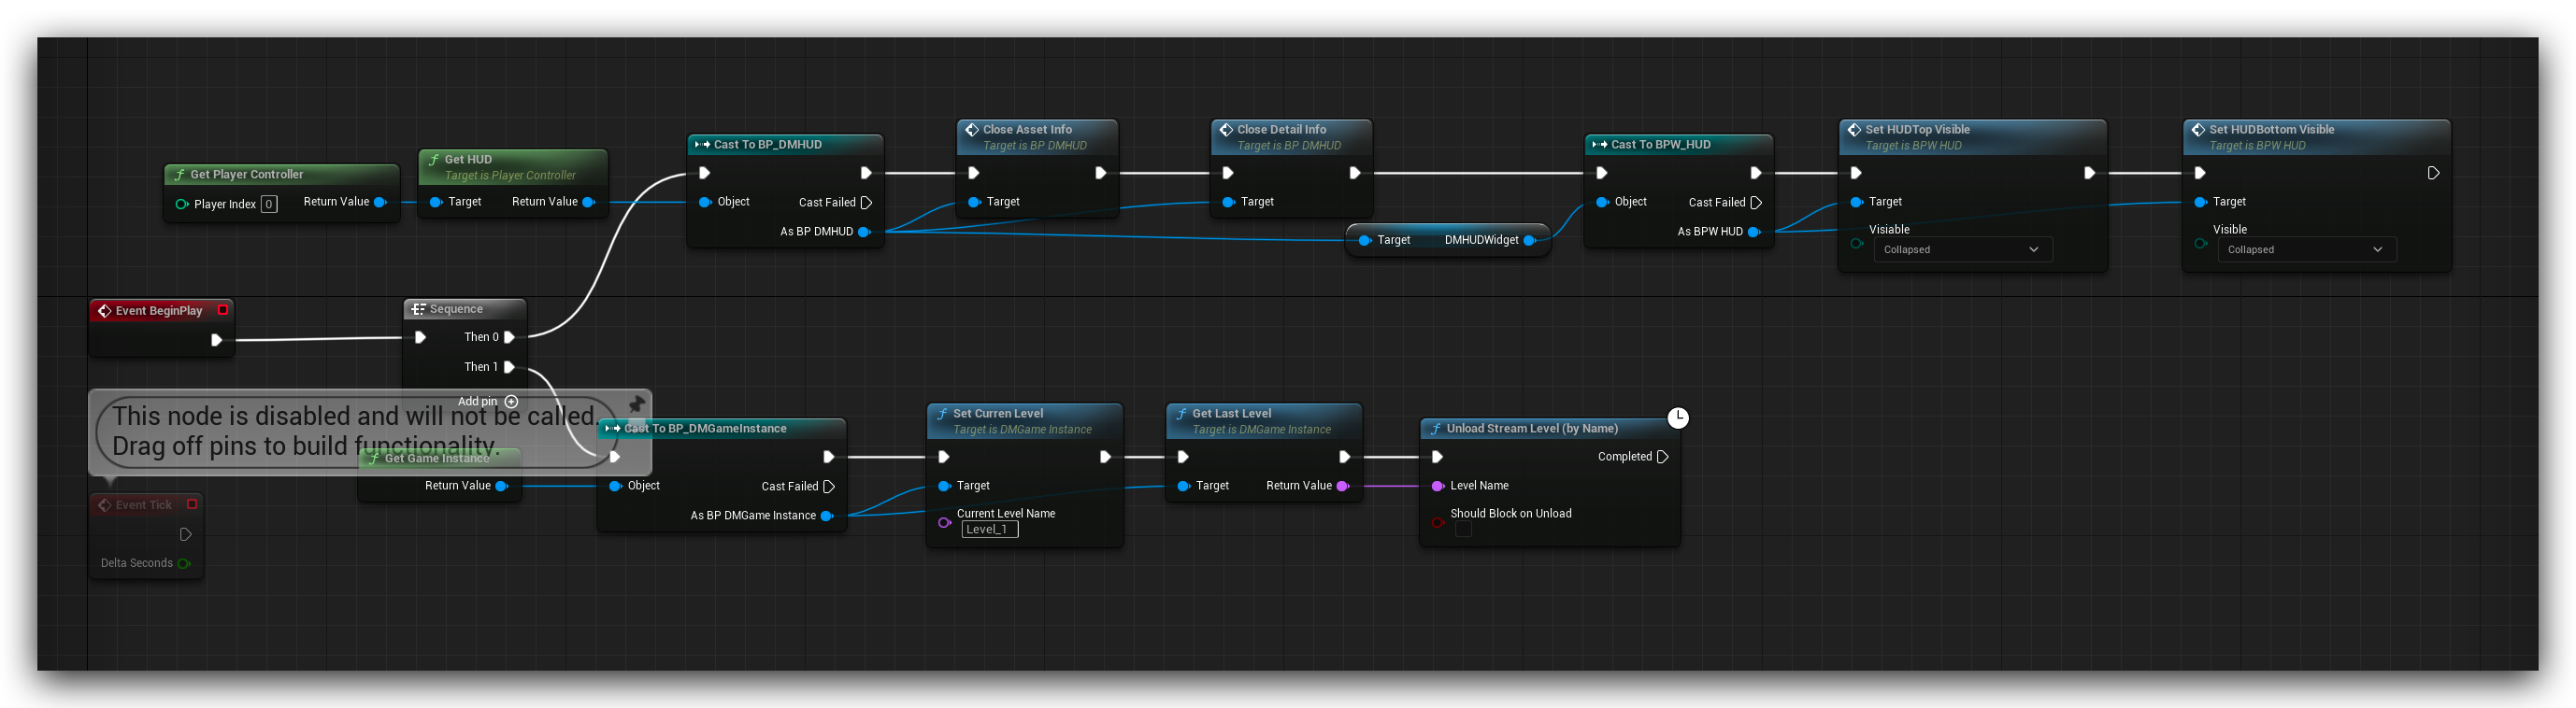 Get Player Controller
Player Index 0
Return Value
Get HUD
Target is Player Controller
Target
Return Value
Cast To BP_DMHUD
Object
Cast Failed
As BP DMHUD
Close Asset Info
Target is BP DMHUD
Target
Close Detail Info
Target is BP DMHUD
Target
Target
DMHUDWidget
Cast To BPW_HUD
Object
Cast Failed
As BPW HUD
Set HUDTop Visible
Target is BPW HUD
Target
Visiable
Collapsed
Set HUDBottom Visible
Target is BPW HUD
Target
Visible
Collapsed
Event BeginPlay
Sequence
Then 0
Then 1
Add pin
This node is disabled and will not be called.
Drag off pins to build functionality.
Event Tick
Delta Seconds
Get Game Instance
Return Value
Cast To BP_DMGameInstance
Object
Cast Failed
As BP DMGame Instance
Set Curren Level
Target is DMGame Instance
Target
Current Level Name
Level_1
Get Last Level
Target is DMGame Instance
Target
Return Value
Unload Stream Level (by Name)
Completed
Level Name
Should Block on Unload